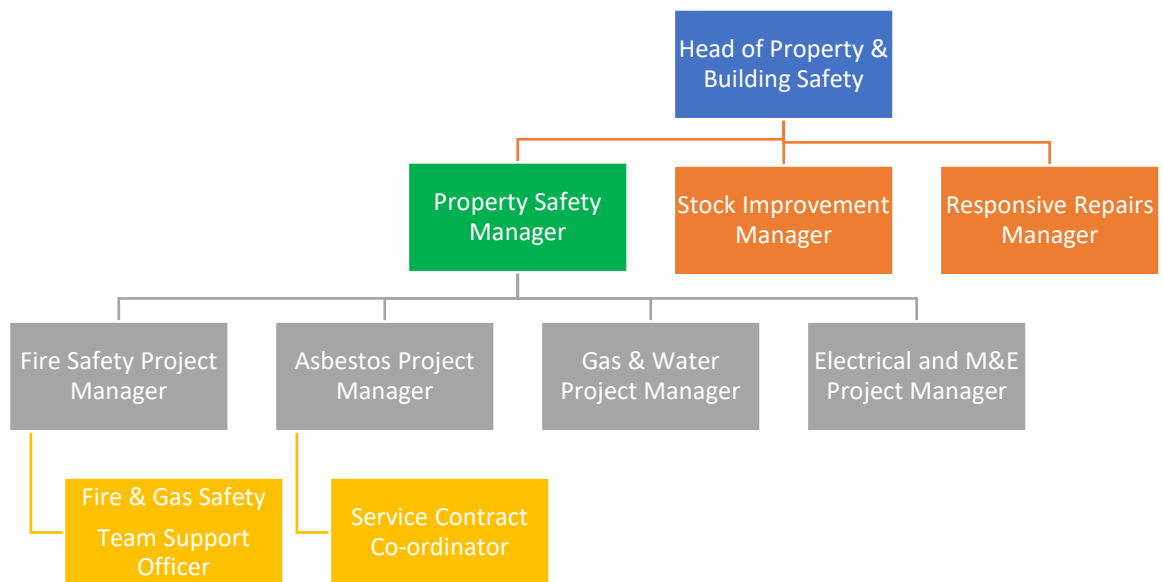 Head of Property &
Building Safety
Property Safety
Manager
Stock Improvement
Manager
Responsive Repairs
Manager
Fire Safety Project
Manager
Asbestos Project
Manager
Gas & Water
Project Manager
Electrical and M&E
Project Manager
Fire & Gas Safety
Team Support
Officer
Service Contract
Co-ordinator